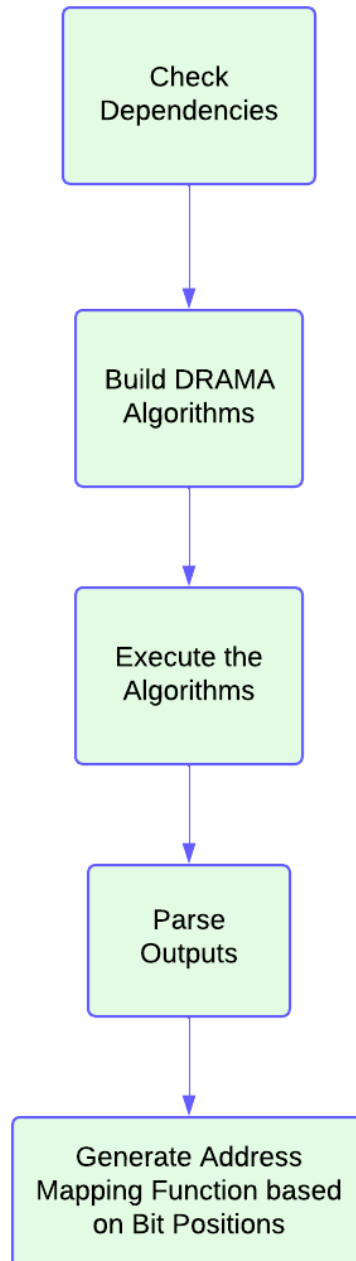 Check
Dependencies
Build DRAMA
Algorithms
Execute the
Algorithms
Parse
Outputs
Generate Address
Mapping Function based
on Bit Positions